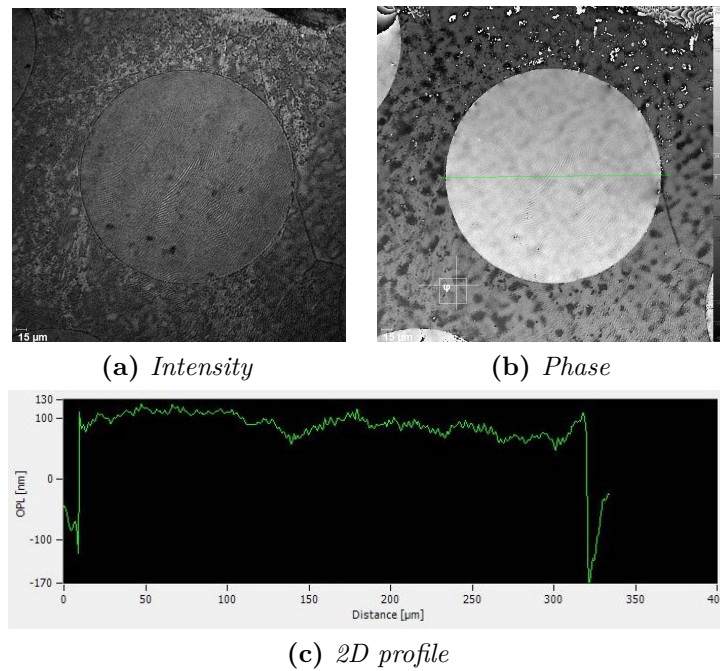 15 µm
φ
15 µm
(a) Intensity
(b) Phase
130
100
0
-100
-170
OPL [nm]
0
50
100
150
200
250
300
350
40
Distance [µm]
(c) 2D profile